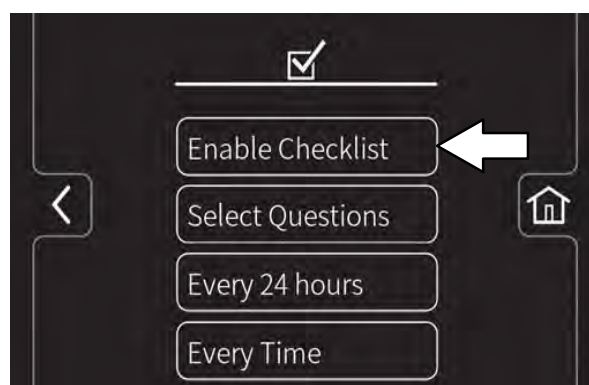 Enable Checklist
Select Questions
Every 24 hours
Every Time